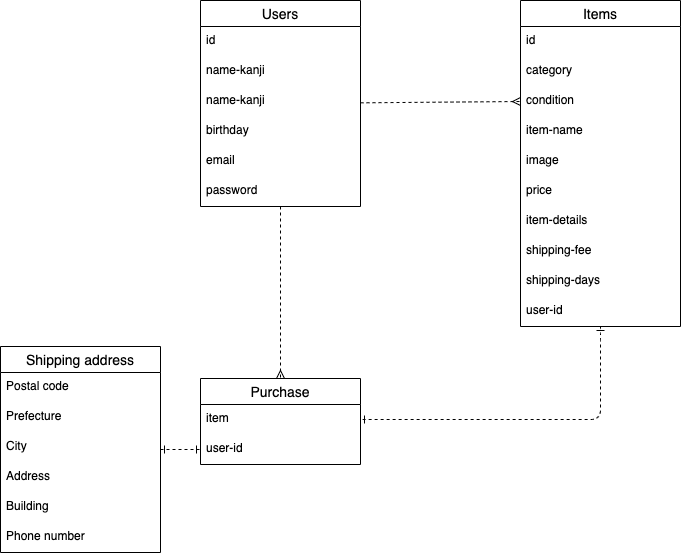 Users
id
name-kanji
name-kanji
birthday
email
password
Items
id
category
condition
item-name
image
price
item-details
shipping-fee
shipping-days
user-id
Shipping address
Postal code
Prefecture
City
Address
Building
Phone number
Purchase
item
user-id